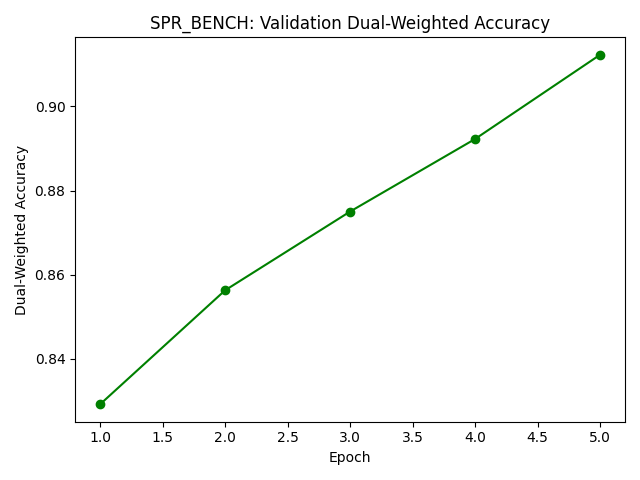 SPR_BENCH: Validation Dual-Weighted Accuracy
Dual-Weighted Accuracy
0.90
0.88
0.86
0.84
1.0 1.5 2.0 2.5 3.0 3.5 4.0 4.5 5.0
Epoch